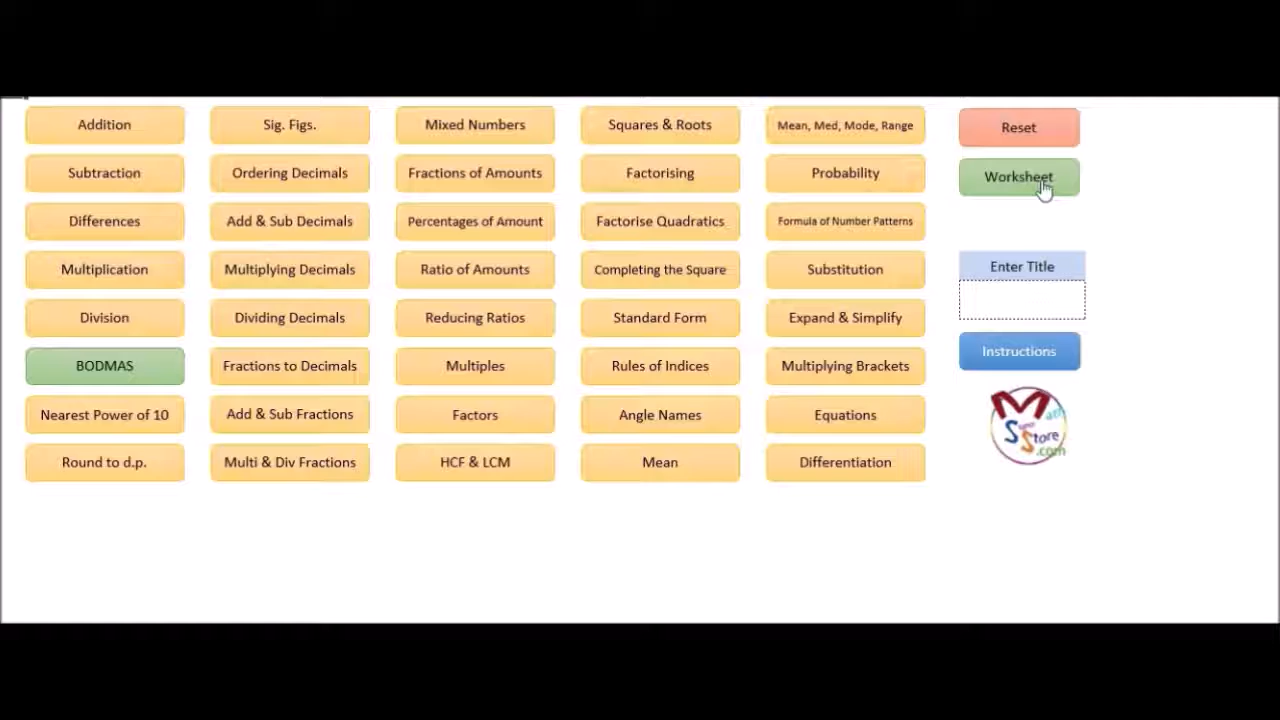 Addition
Sig. Figs.
Mixed Numbers
Squares & Roots
Mean, Med, Mode, Range
Reset
Subtraction
Ordering Decimals
Fractions of Amounts
Factorising
Probability
Worksheet
Differences
Add & Sub Decimals
Percentages of Amount
Factorise Quadratics
Formula of Number Patterns
Multiplication
Multiplying Decimals
Ratio of Amounts
Completing the Square
Substitution
Enter Title
Division
Dividing Decimals
Reducing Ratios
Standard Form
Expand & Simplify
Instructions
BODMAS
Fractions to Decimals
Multiples
Rules of Indices
Multiplying Brackets
Nearest Power of 10
Add & Sub Fractions
Factors
Angle Names
Equations
Math
Store
.com
Round to d.p.
Multi & Div Fractions
HCF & LCM
Mean
Differentiation